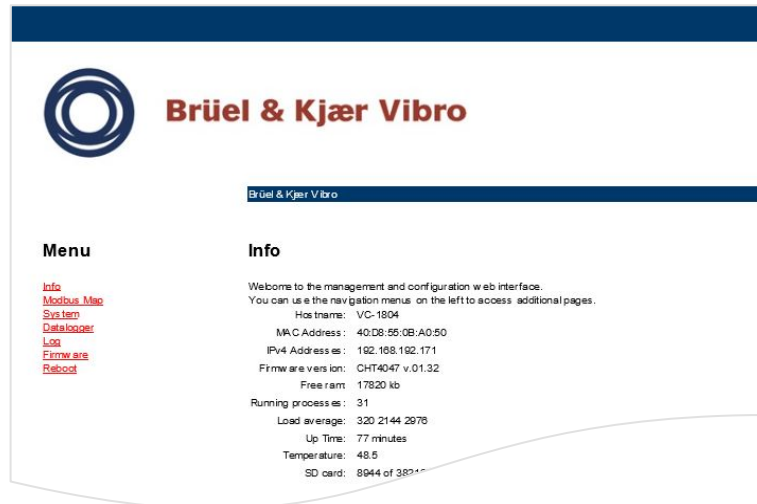 Brüel & Kjær Vibro
Brüel & Kjær Vibro
Menu
Info
Modbus Map
System
Datalogger
Log
Firmware
Reboot
Info
Welcome to the management and configuration web interface.
You can use the navigation menus on the left to access additional pages.
Hostname: VC-1804
MAC Address: 40:D8:55:0B:A0:50
IPv4 Addresses: 192.168.192.171
Firmware version: CHT4047 v.01.32
Free ram: 17820 kb
Running processes: 31
Load average: 320 2144 2976
Up Time: 77 minutes
Temperature: 48.5
SD card: 8944 of